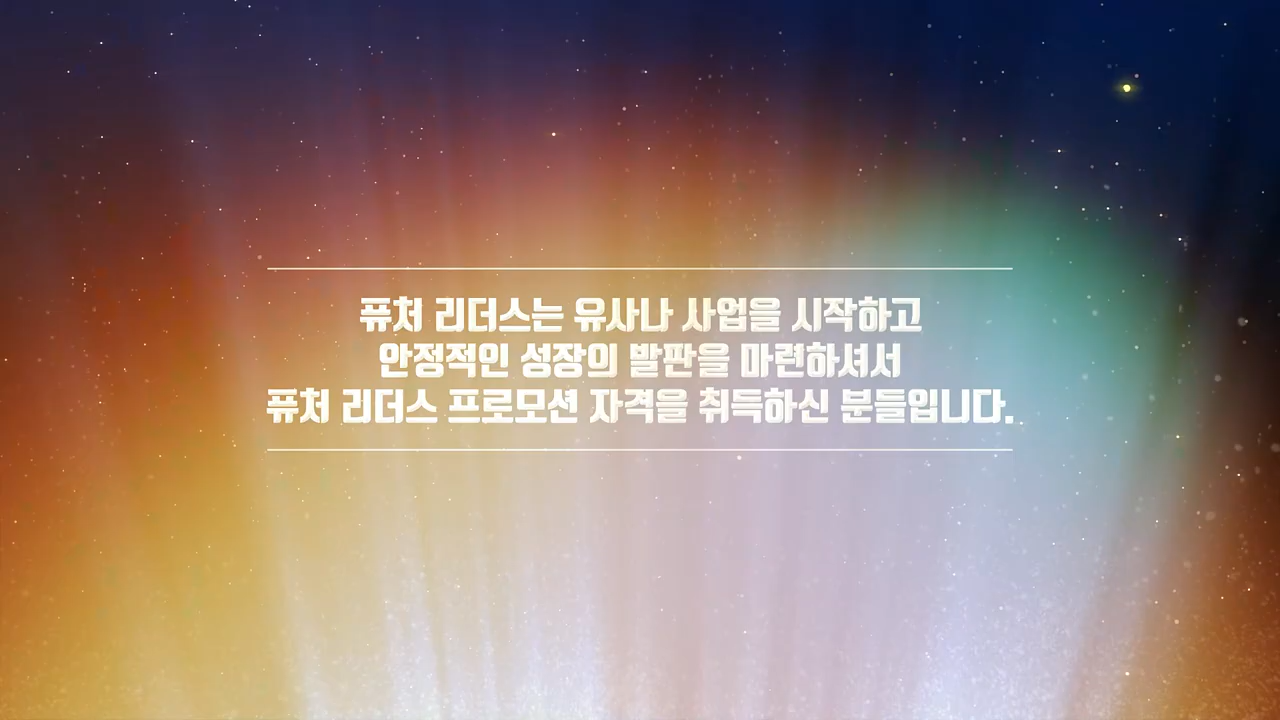 퓨처 리더스는 유사나 사업을 시작하고
안정적인 성장의 발판을 마련하셔서
퓨처 리더스 프로모션 자격을 취득하신 분들입니다.